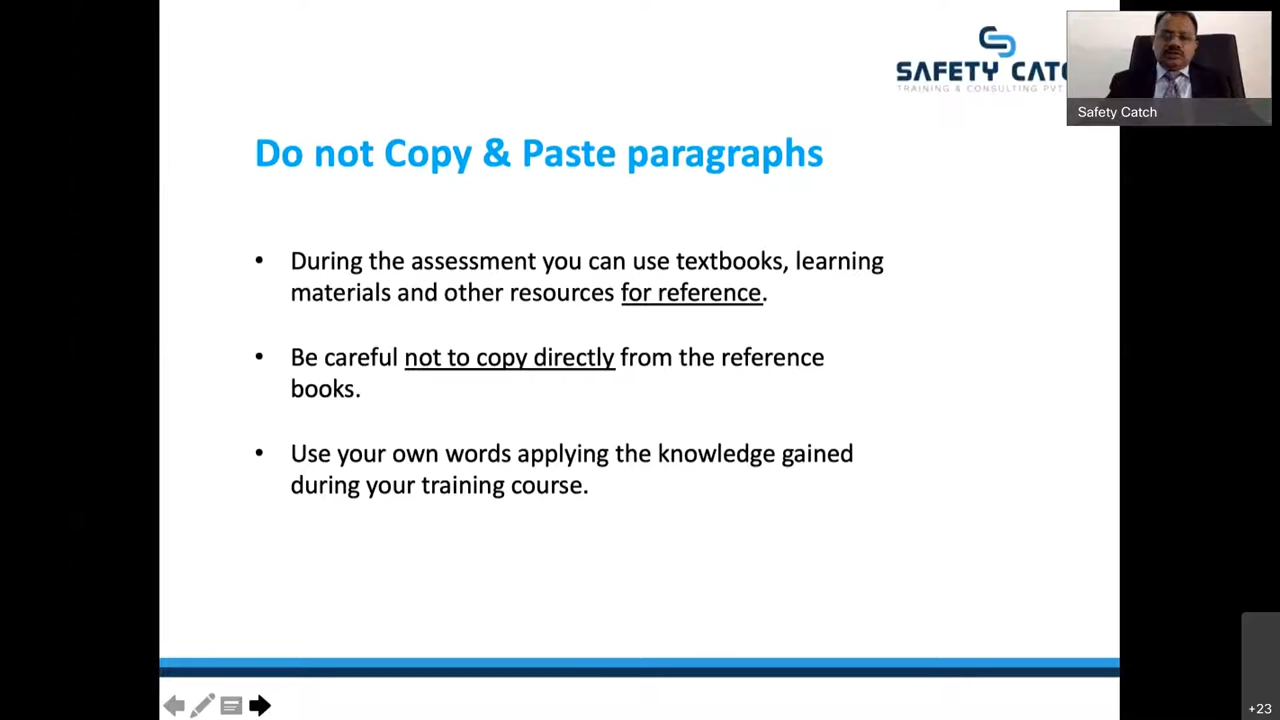 SAFETY CATC
TRAINING & CONSULTING PVT
Safety Catch
Do not Copy & Paste paragraphs
• During the assessment you can use textbooks, learning
materials and other resources for reference.
• Be careful not to copy directly from the reference
books.
• Use your own words applying the knowledge gained
during your training course.
+23